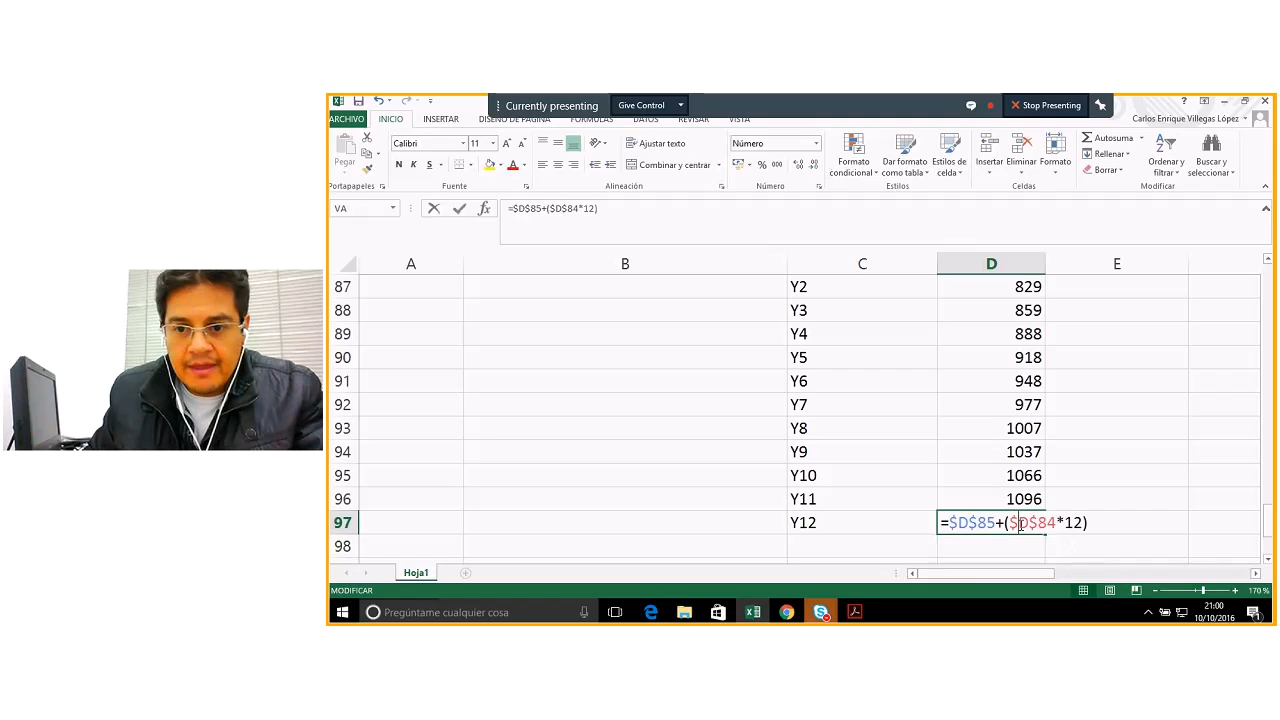 Currently presenting
Give Control
Stop Presenting
ARCHIVO
INICIO
INSERTAR
DISEÑO DE PÁGINA
FÓRMULAS
DATOS
REVISAR
VISTA
Carlos Enrique Villegas López
Pegar
Calibri
11
N K S
Ajustar texto
Combinar y centrar
Número
%
Formato condicional
Dar formato como tabla
Estilos de celda
Insertar
Eliminar
Formato
Autosuma
Rellenar
Borrar
Ordenar y filtrar
Buscar y seleccionar
Portapapeles
Fuente
Alineación
Número
Estilos
Celdas
Modificar
VA
fx
=$D$85+($D$84*12)
A B C D E
87 Y2 829
88 Y3 859
89 Y4 888
90 Y5 918
91 Y6 948
92 Y7 977
93 Y8 1007
94 Y9 1037
95 Y10 1066
96 Y11 1096
97 Y12 =$D$85+($D$84*12)
98
Hoja1
MODIFICAR
170 %
Pregúntame cualquier cosa
21:00
10/10/2016